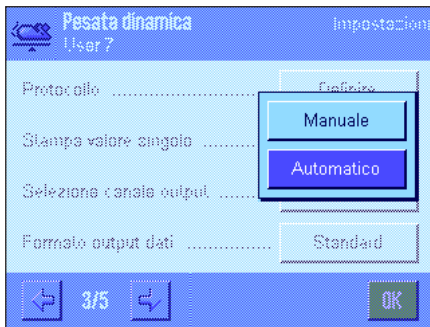 Pesata dinamica
Impostazioni
User 7
Protocollo ................... Definire
Manuale
Stampa valore singolo
Automatico
Seleziona canale output
Formato output dati ............... Standard
3/5
OK